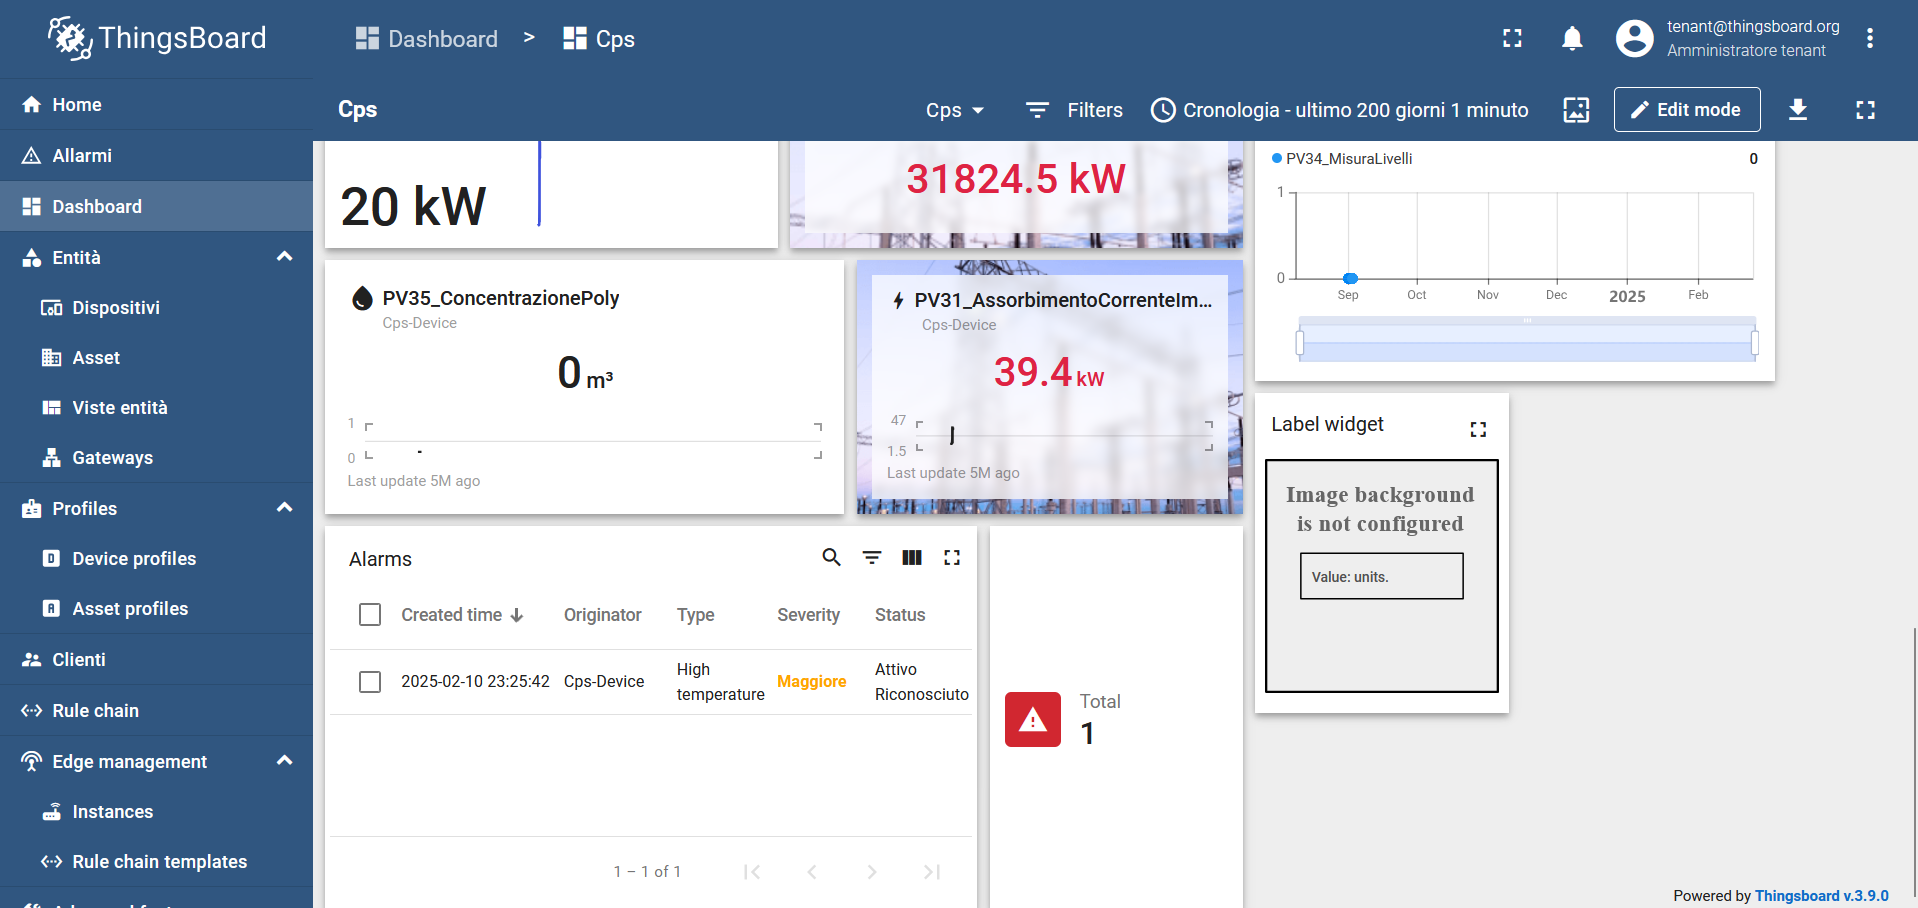 ThingsBoard
Dashboard > Cps
tenant@thingsboard.org
Amministratore tenant
Home
Allarmi
Dashboard
Entità
Dispositivi
Asset
Viste entità
Gateways
Profiles
Device profiles
Asset profiles
Clienti
Rule chain
Edge management
Instances
Rule chain templates
Cps
Cps
Filters
Cronologia - ultimo 200 giorni 1 minuto
Edit mode
20 kW
31824.5 kW
PV34_MisuraLivelli 0
1
0
Sep Oct Nov Dec 2025 Feb
PV35_ConcentrazionePoly
Cps-Device
0 m³
1
0
Last update 5M ago
PV31_AssorbimentoCorrenteIm...
Cps-Device
39.4 kW
47
1.5
Last update 5M ago
Label widget
Image background
is not configured
Value: units.
Alarms
Created time Originator Type Severity Status
2025-02-10 23:25:42 Cps-Device High temperature Maggiore Attivo Riconosciuto
1 – 1 of 1
Total
1
Powered by Thingsboard v.3.9.0